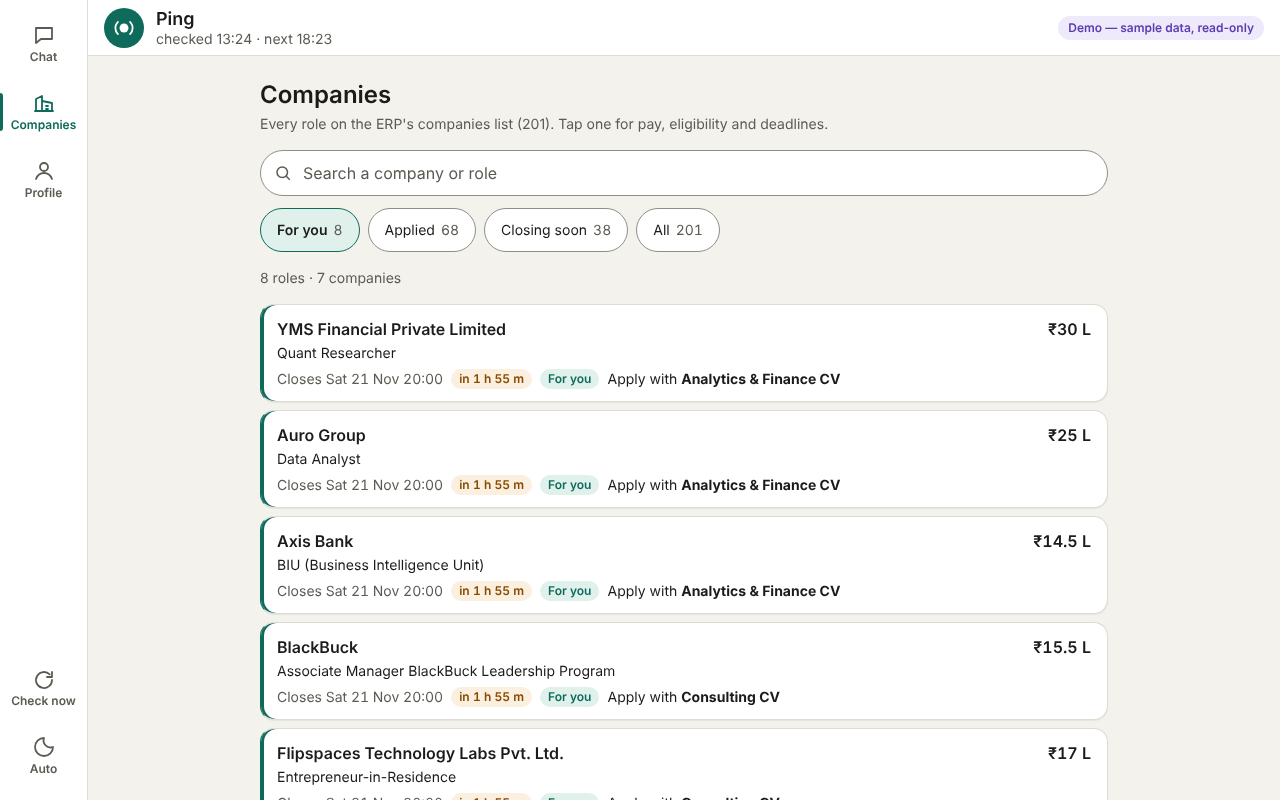 Ping
checked 13:24 · next 18:23
Demo — sample data, read-only
Chat
Companies
Profile
Check now
Auto
Companies
Every role on the ERP's companies list (201). Tap one for pay, eligibility and deadlines.
Search a company or role
For you 8
Applied 68
Closing soon 38
All 201
8 roles · 7 companies
YMS Financial Private Limited
₹30 L
Quant Researcher
Closes Sat 21 Nov 20:00 in 1 h 55 m For you Apply with Analytics & Finance CV
Auro Group
₹25 L
Data Analyst
Closes Sat 21 Nov 20:00 in 1 h 55 m For you Apply with Analytics & Finance CV
Axis Bank
₹14.5 L
BIU (Business Intelligence Unit)
Closes Sat 21 Nov 20:00 in 1 h 55 m For you Apply with Analytics & Finance CV
BlackBuck
₹15.5 L
Associate Manager BlackBuck Leadership Program
Closes Sat 21 Nov 20:00 in 1 h 55 m For you Apply with Consulting CV
Flipspaces Technology Labs Pvt. Ltd.
₹17 L
Entrepreneur-in-Residence